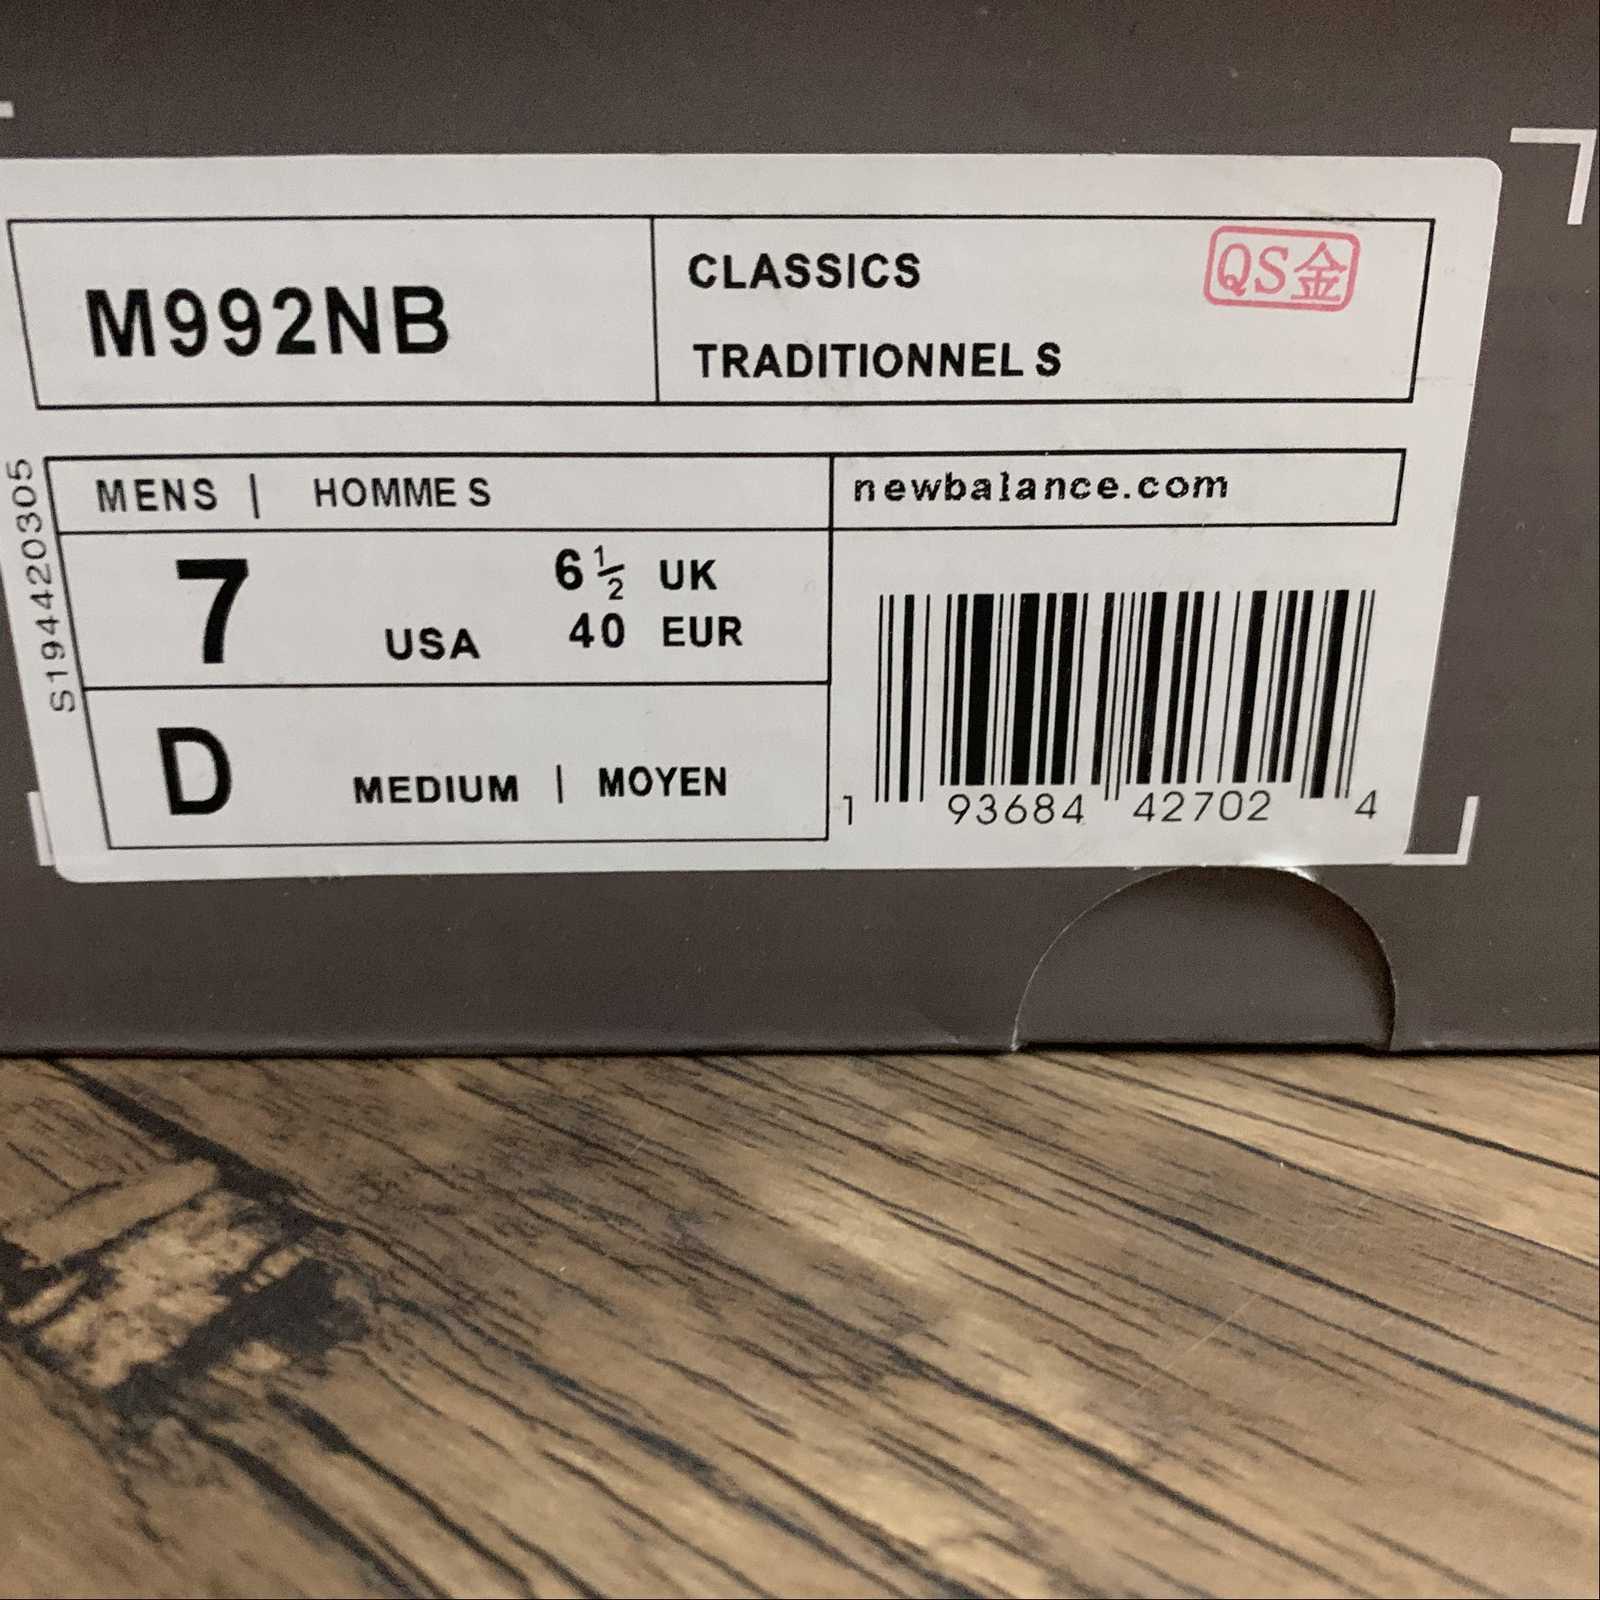 M992NB
CLASSICS
TRADITIONNEL S
QS金
S194420305
MENS | HOMME S
newbalance.com
7 USA
6 1/2 UK
40 EUR
D MEDIUM | MOYEN
1 93684 42702 4